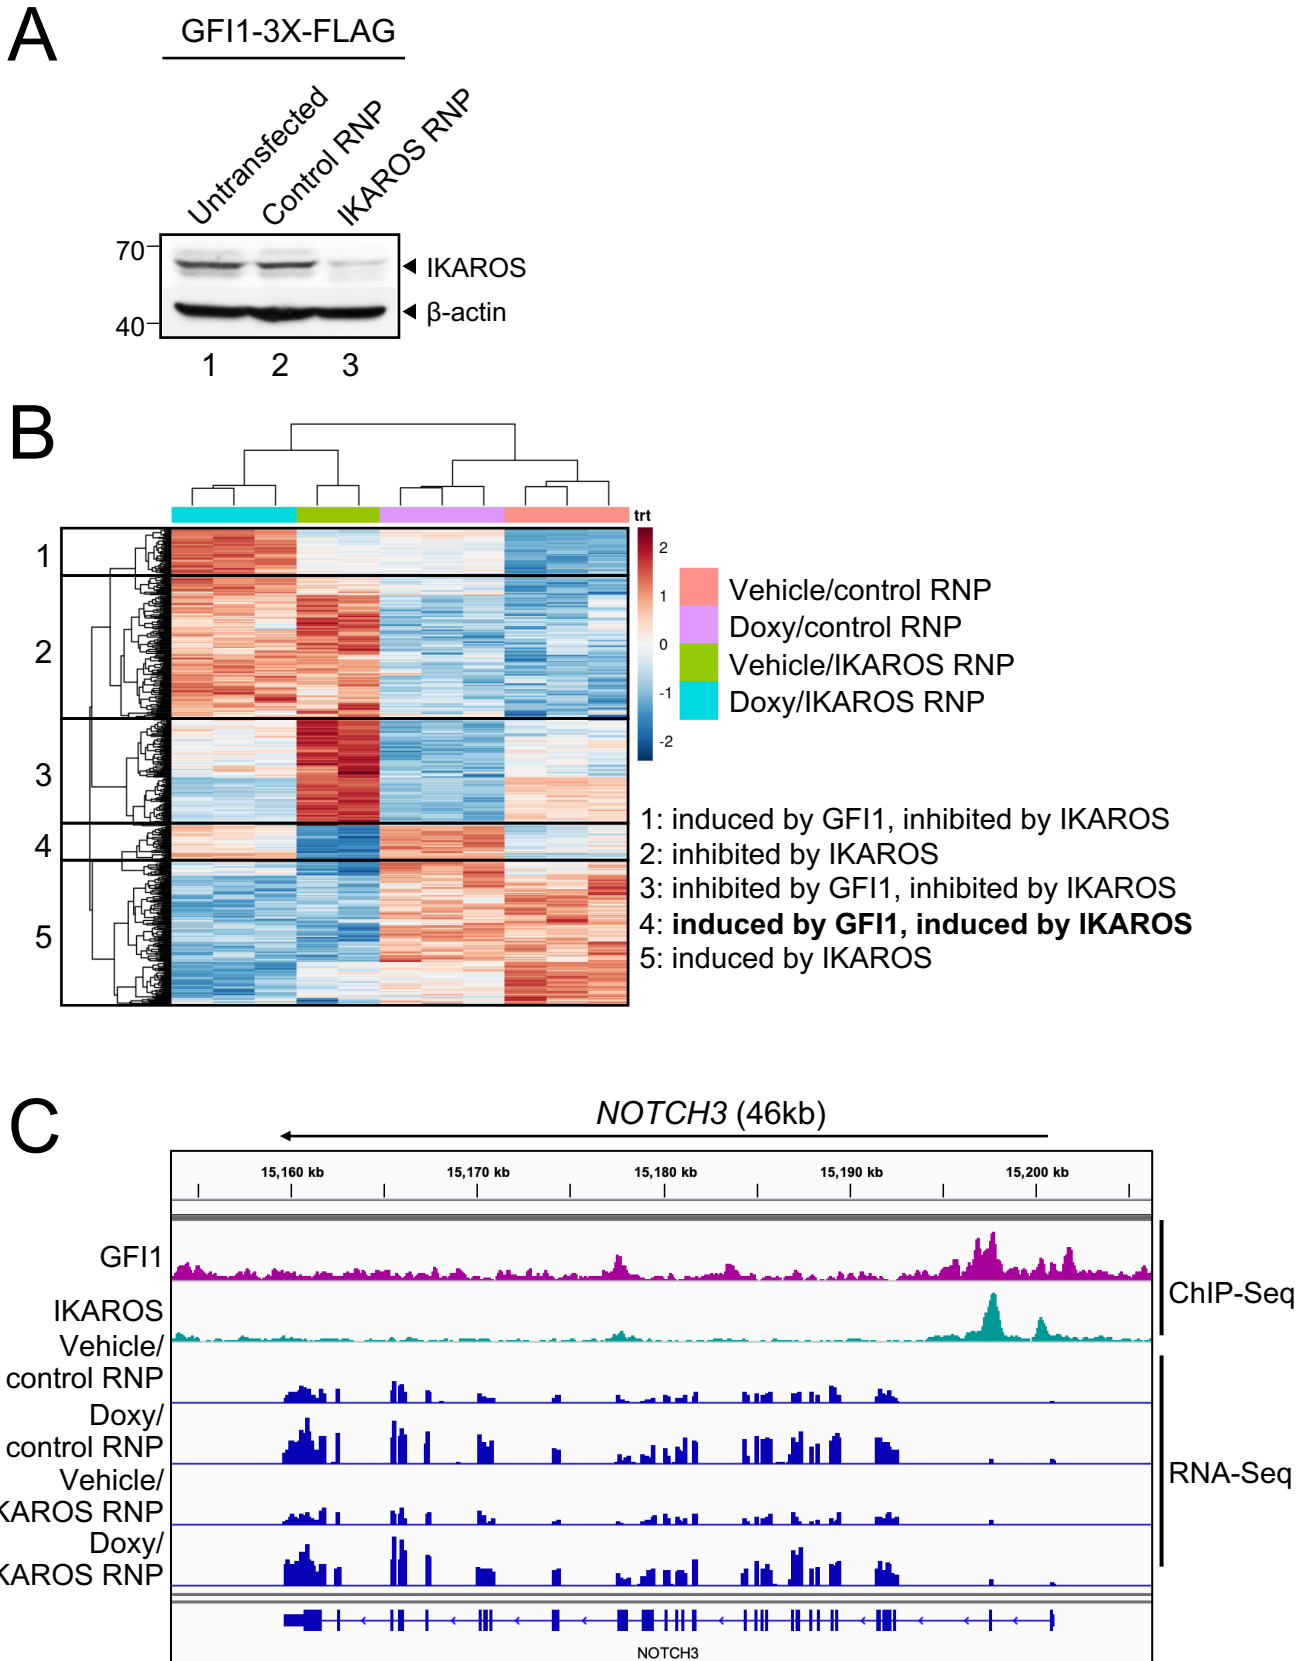 A
GFI1-3X-FLAG
Untransfected
Control RNP
IKAROS RNP
70
IKAROS
β-actin
40
1 2 3
B
trt
1
2
3
4
5
2
1
0
-1
-2
Vehicle/control RNP
Doxy/control RNP
Vehicle/IKAROS RNP
Doxy/IKAROS RNP
1: induced by GFI1, inhibited by IKAROS
2: inhibited by IKAROS
3: inhibited by GFI1, inhibited by IKAROS
4: induced by GFI1, induced by IKAROS
5: induced by IKAROS
C
NOTCH3 (46kb)
15,160 kb 15,170 kb 15,180 kb 15,190 kb 15,200 kb
GFI1
IKAROS
Vehicle/
control RNP
Doxy/
control RNP
Vehicle/
KAROS RNP
Doxy/
KAROS RNP
ChIP-Seq
RNA-Seq
NOTCH3